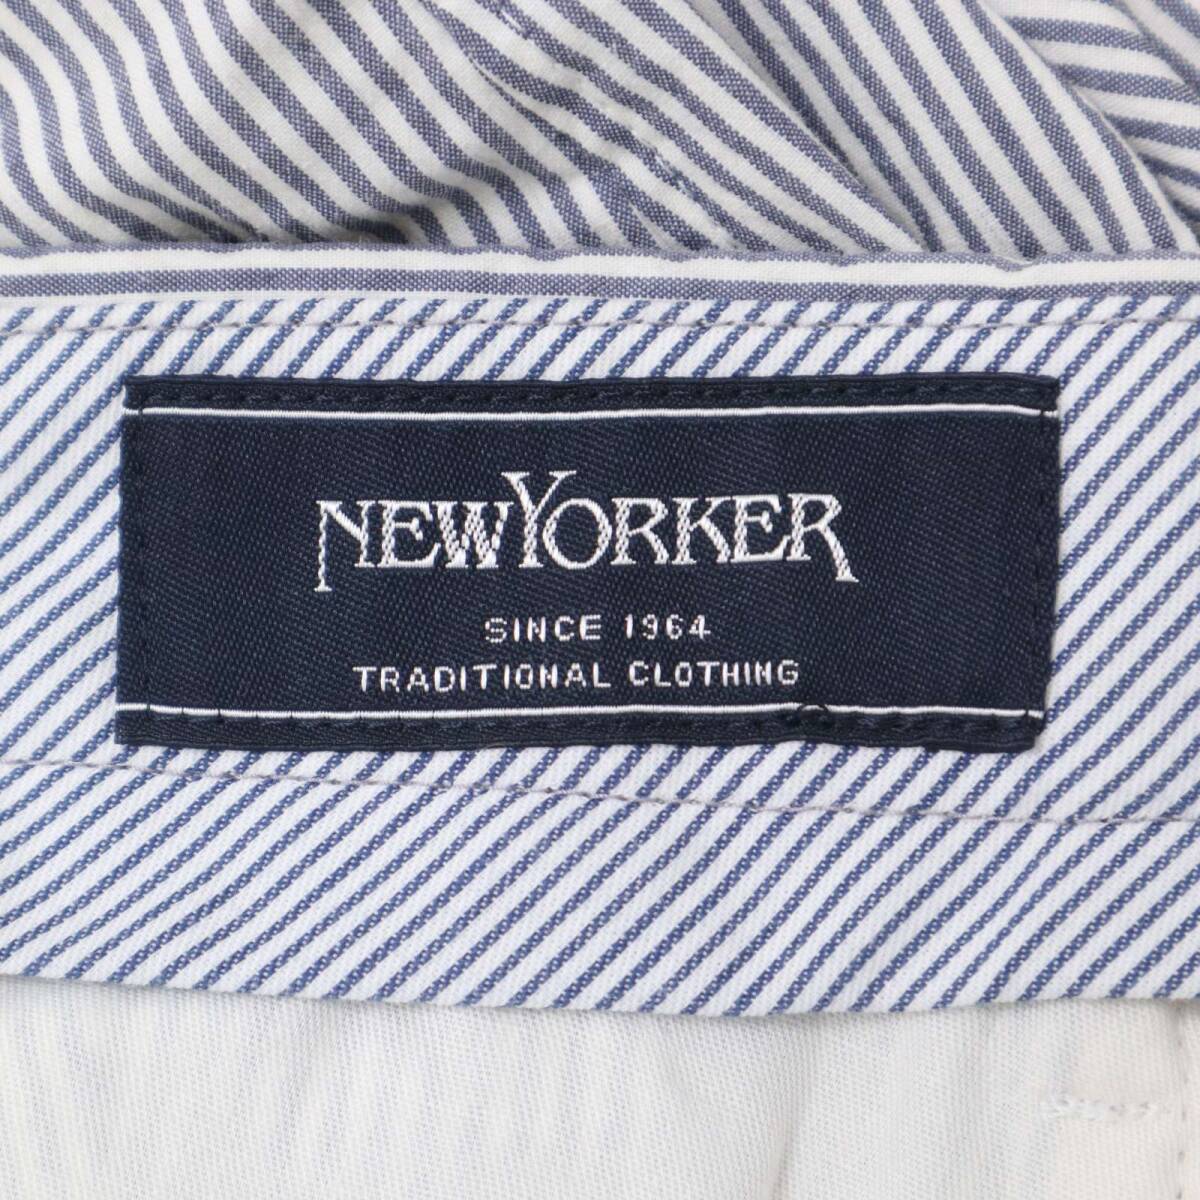 NEWYORKER
SINCE 1964
TRADITIONAL CLOTHING